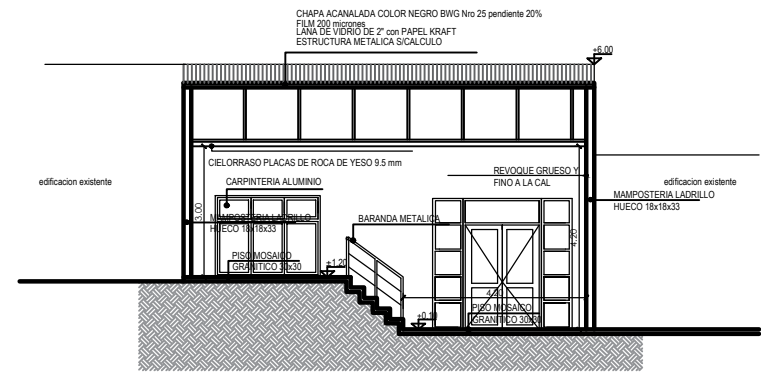 CHAPA ACANALADA COLOR NEGRO BWG Nro 25 pendiente 20%
FILM 200 micrones
LANA DE VIDRIO DE 2" con PAPEL KRAFT
ESTRUCTURA METALICA S/CALCULO
+6,00
CIELORRASO PLACAS DE ROCA DE YESO 9.5 mm
REVOQUE GRUESO Y
FINO A LA CAL
edificacion existente
CARPINTERIA ALUMINIO
edificacion existente
MAMPOSTERIA LADRILLO
HUECO 18x18x33
3.00
MAMPOSTERIA LADRILLO
HUECO 18x18x33
BARANDA METALICA
4.20
PISO MOSAICO
GRANITICO 30x30
+1,20
4.20
PISO MOSAICO
GRANITICO 30x30
+0,10